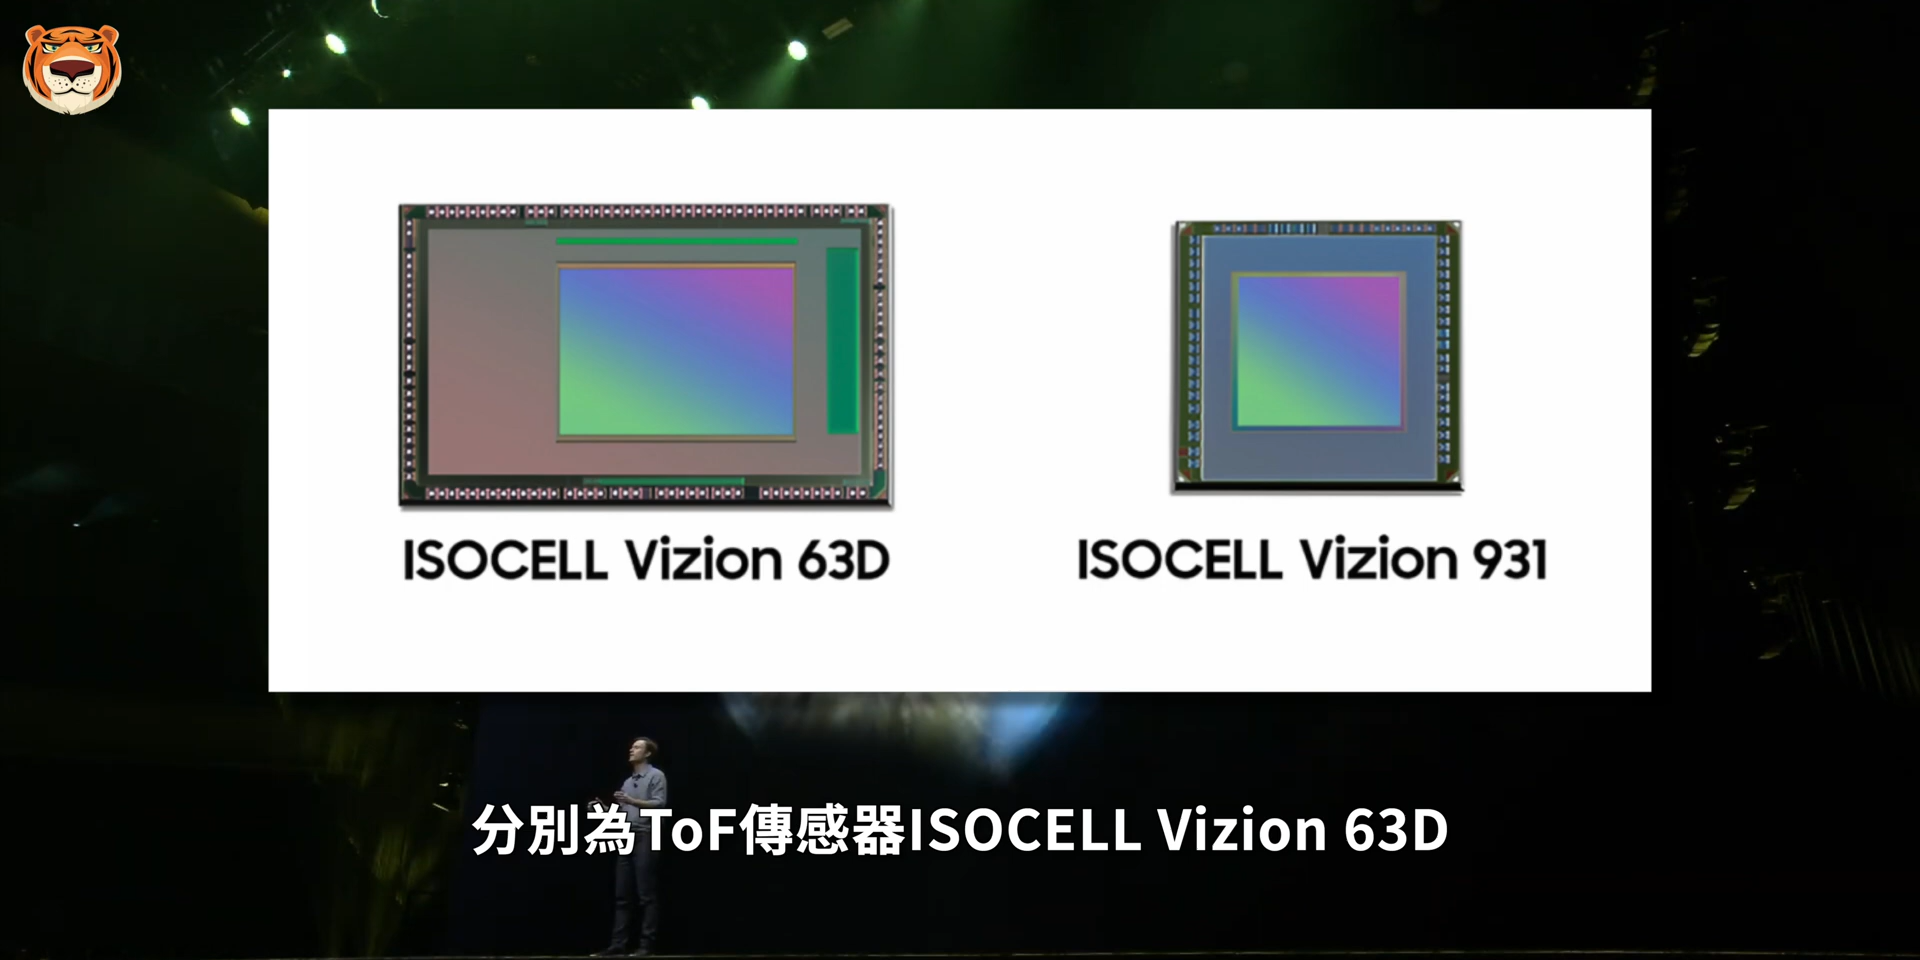 ISOCELL Vizion 63D
ISOCELL Vizion 931
分別為ToF傳感器ISOCELL Vizion 63D